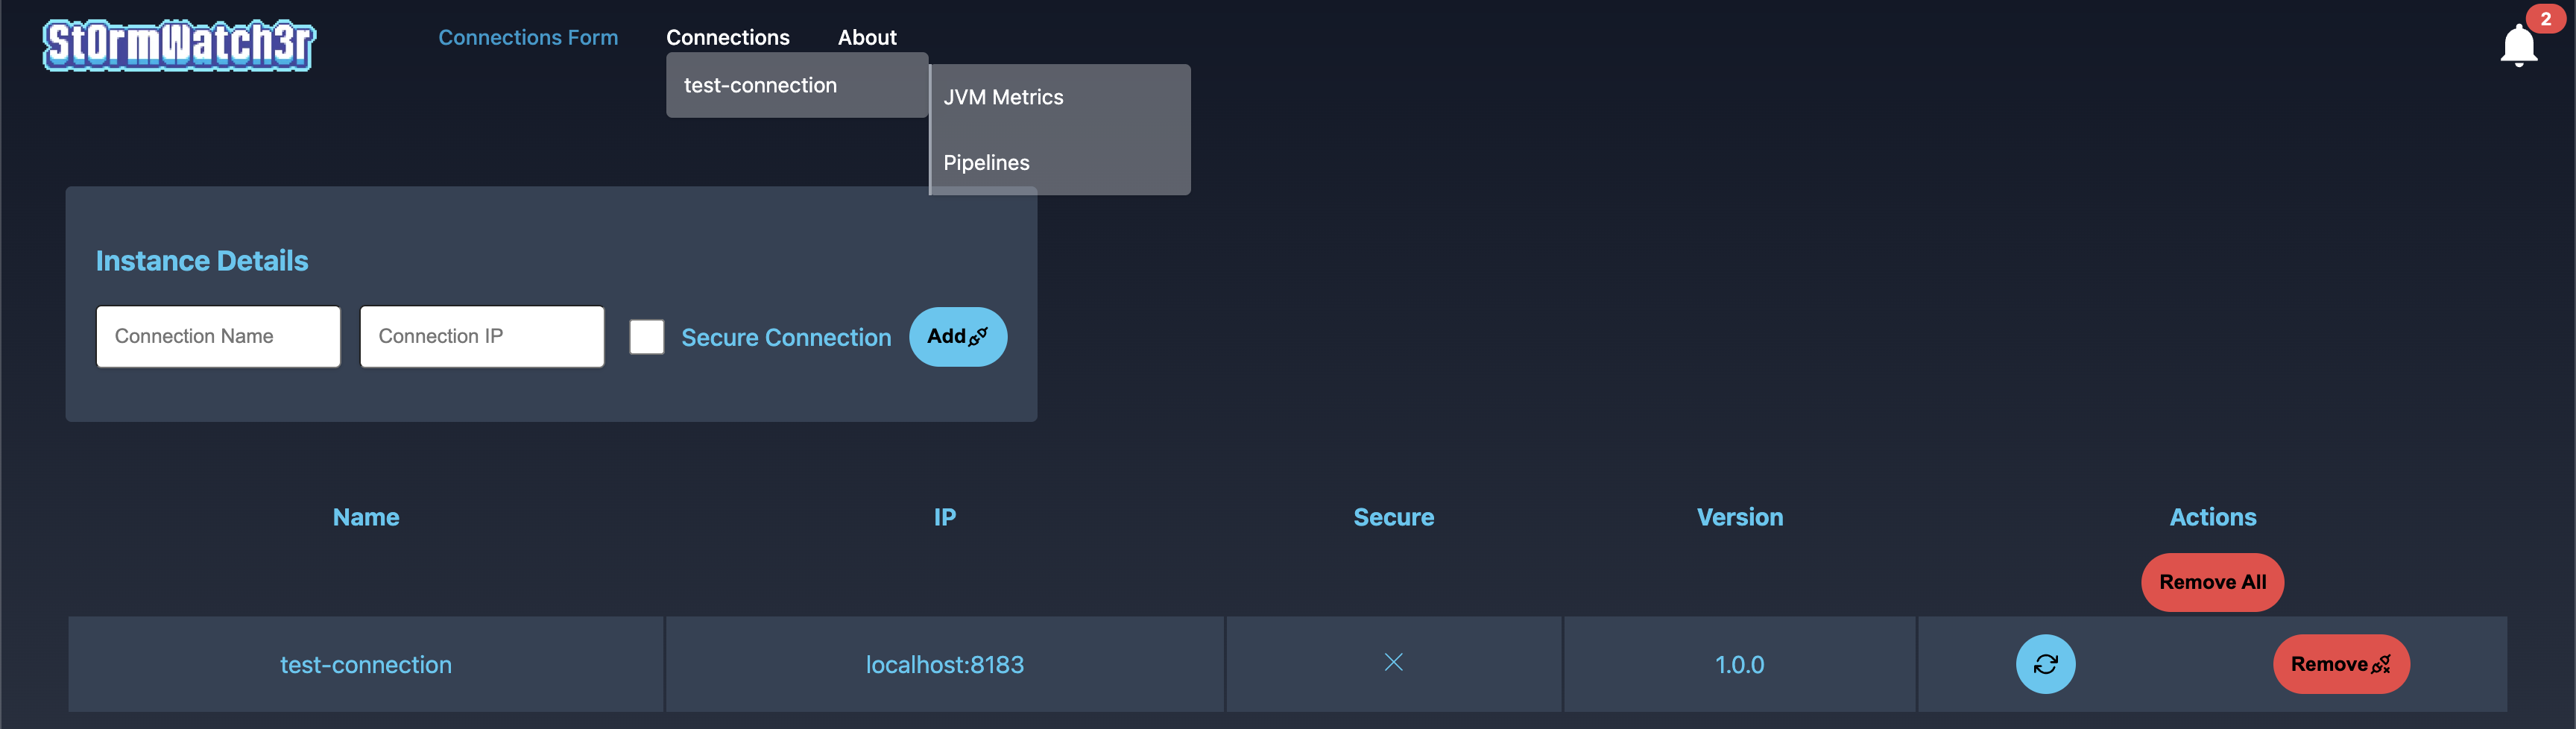 St0rmWatch3r
Connections Form
Connections
About
2
test-connection
JVM Metrics
Pipelines
Instance Details
Connection Name
Connection IP
Secure Connection
Add
Name
IP
Secure
Version
Actions
Remove All
test-connection
localhost:8183
1.0.0
Remove